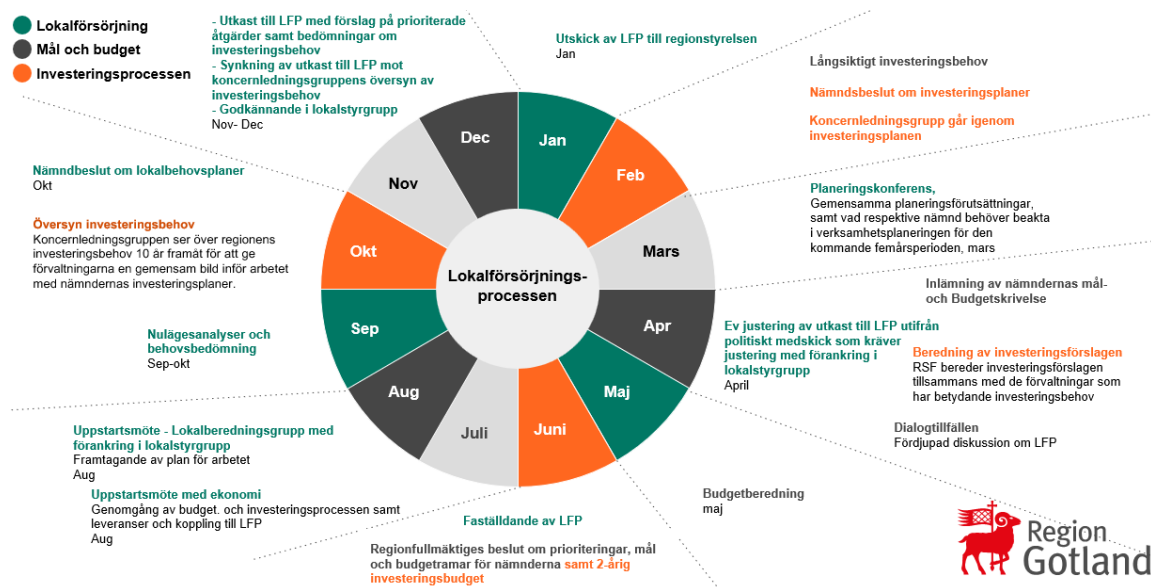 Lokalförsörjning
Mål och budget
Investeringsprocessen
- Utkast till LFP med förslag på prioriterade
åtgärder samt bedömningar om
investeringsbehov
- Synkning av utkast till LFP mot
koncernledningsgruppens översyn av
investeringsbehov
- Godkännande i lokalstyrgrupp
Nov- Dec
Utskick av LFP till regionstyrelsen
Jan
Långsiktigt investeringsbehov
Nämndsbeslut om investeringsplaner
Koncernledningsgrupp går igenom
investeringsplanen
Planeringskonferens,
Gemensamma planeringsförutsättningar,
samt vad respektive nämnd behöver beakta
i verksamhetsplaneringen för den
kommande femårsperioden, mars
Inlämning av nämndernas mål-
och Budgetskrivelse
Ev justering av utkast till LFP utifrån
politiskt medskick som kräver
justering med förankring i
lokalstyrgrupp
April
Beredning av investeringsförslagen
RSF bereder investeringsförslagen
tillsammans med de förvaltningar som
har betydande investeringsbehov
Dialogtillfällen
Fördjupad diskussion om LFP
Budgetberedning
maj
Faställdande av LFP
Regionfullmäktiges beslut om prioriteringar, mål
och budgetramar för nämnderna samt 2-årig
investeringsbudget
Uppstartsmöte - Lokalberedningsgrupp med
förankring i lokalstyrgrupp
Framtagande av plan för arbetet
Aug
Uppstartsmöte med ekonomi
Genomgång av budget. och investeringsprocessen samt
leveranser och koppling till LFP
Aug
Nulägesanalyser och
behovsbedömning
Sep-okt
Nämndbeslut om lokalbehovsplaner
Okt
Översyn investeringsbehov
Koncernledningsgruppen ser över regionens
investeringsbehov 10 år framåt för att ge
förvaltningarna en gemensam bild inför arbetet
med nämndernas investeringsplaner.
Jan
Feb
Mars
Apr
Maj
Juni
Juli
Aug
Sep
Okt
Nov
Dec
Lokalförsörjnings-
processen
Region
Gotland